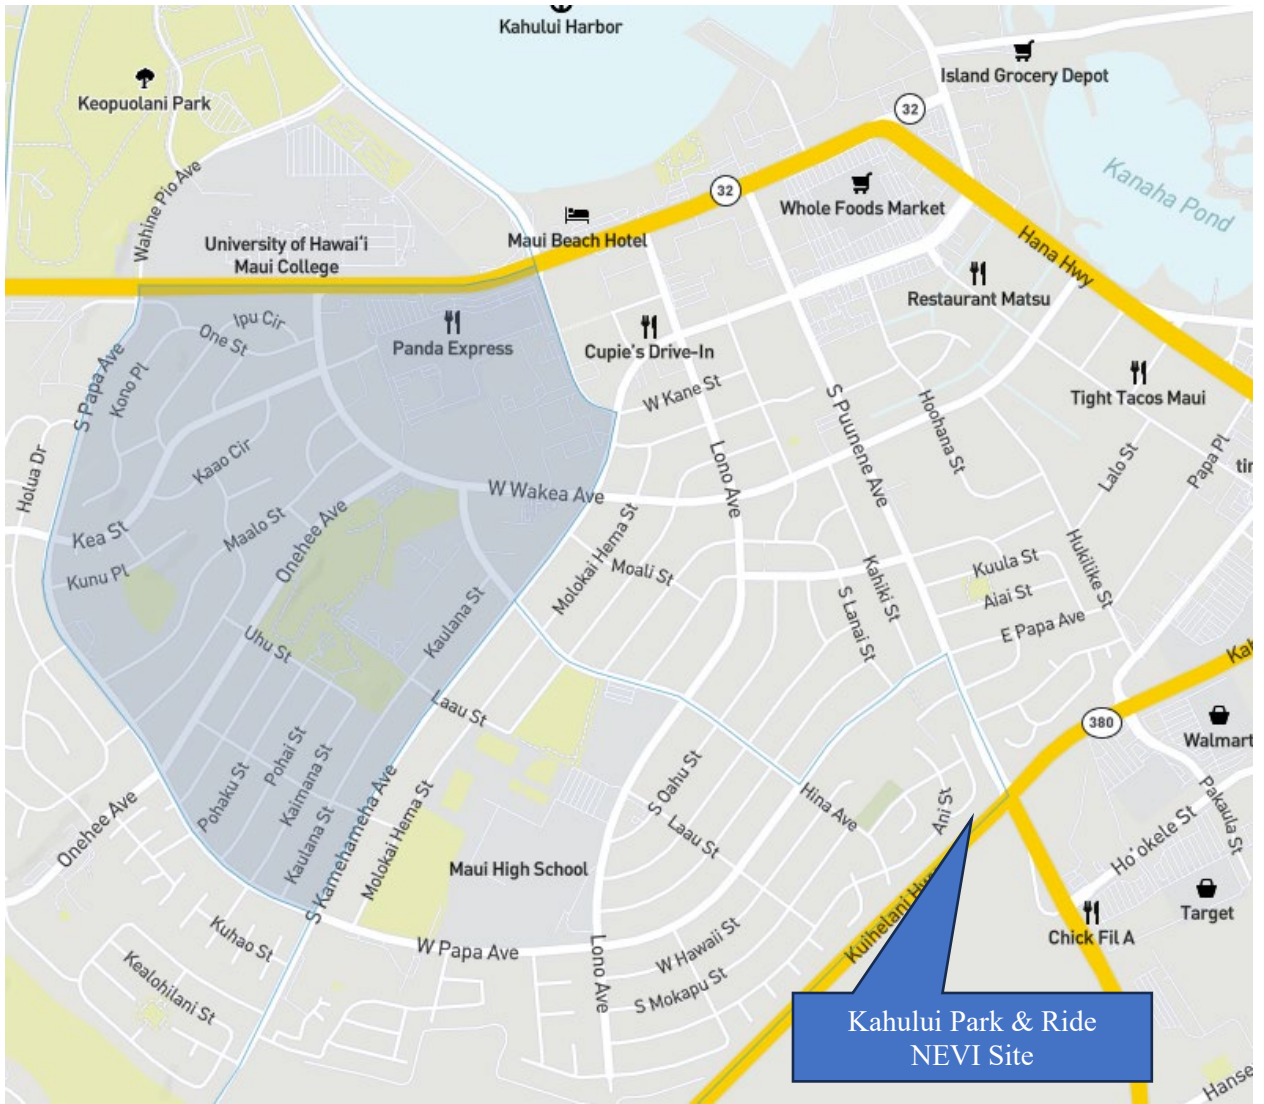 Kahului Harbor
Island Grocery Depot
Keopuolani Park
32
Kanaha Pond
Wahine Pio Ave
32
Whole Foods Market
University of Hawai'i
Maui College
Maui Beach Hotel
Hana Hwy
Restaurant Matsu
Ipu Cir
One St
Panda Express
Cupie's Drive-In
S Papa Ave
Kono Pl
W Kane St
Tight Tacos Maui
S Puunene Ave
Hoohana St
Holua Dr
Kaao Cir
Lono Ave
Lalo St
Papa Pl
W Wakea Ave
Kea St
Maalo St
Onehee Ave
Molokai Hema St
Hukilike St
Kunu Pl
Moali St
Kahiki St
Kuula St
S Lanai St
Aiai St
Kaulana St
E Papa Ave
Uhu St
Laau St
380
Walmart
Pohai St
Kaimana St
Pohaku St
S Oahu St
Hina Ave
Ani St
Pakaula St
Onehee Ave
Kaulana St
S Kamehameha Ave
Molokai Hema St
Laau St
Ho'okele St
Maui High School
Target
Kuihelani Hw
Chick Fil A
Kuhao St
W Papa Ave
Lono Ave
W Hawaii St
Kealohilani St
S Mokapu St
Kahului Park & Ride
NEVI Site